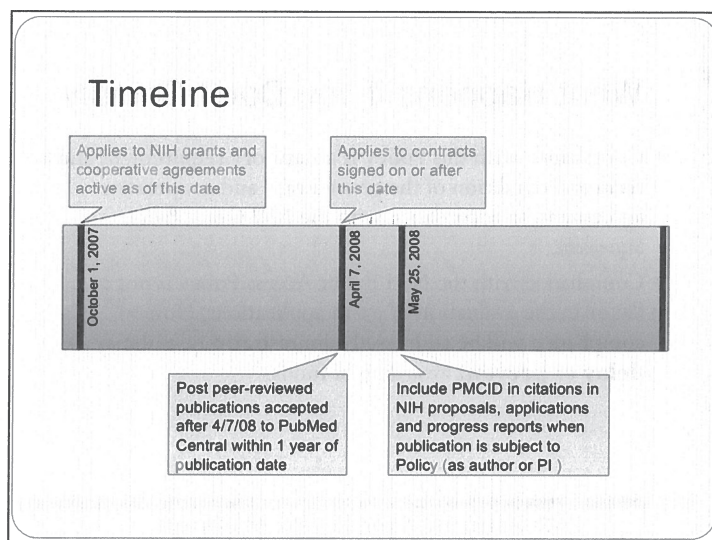 Timeline
Applies to NIH grants and
cooperative agreements
active as of this date
Applies to contracts
signed on or after
this date
October 1, 2007
April 7, 2008
May 25, 2008
Post peer-reviewed
publications accepted
after 4/7/08 to PubMed
Central within 1 year of
publication date
Include PMCID in citations in
NIH proposals, applications
and progress reports when
publication is subject to
Policy (as author or PI )